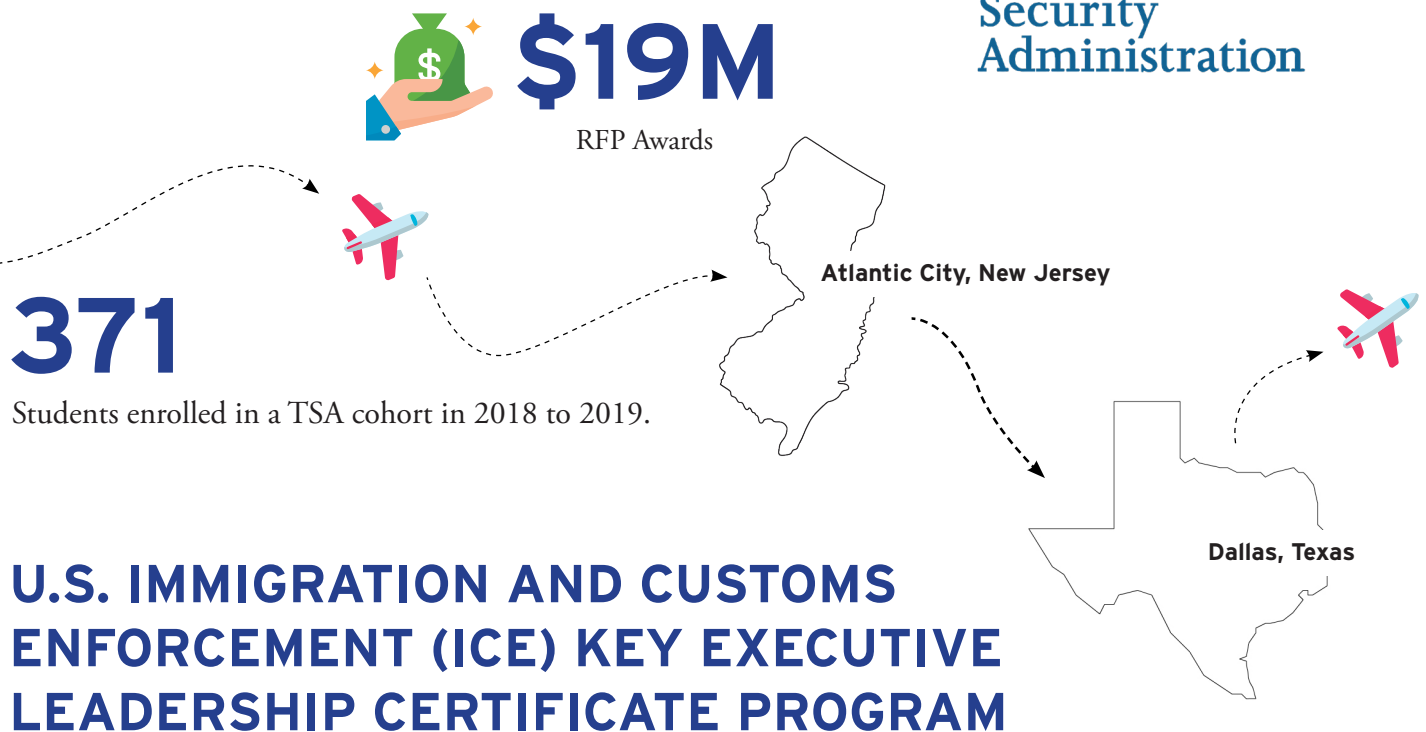 Security
Administration
$
$19M
RFP Awards
Atlantic City, New Jersey
371
Students enrolled in a TSA cohort in 2018 to 2019.
Dallas, Texas
U.S. IMMIGRATION AND CUSTOMS
ENFORCEMENT (ICE) KEY EXECUTIVE
LEADERSHIP CERTIFICATE PROGRAM